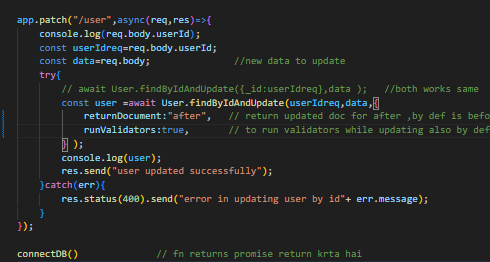 app.patch("/user",async(req,res)=>{
console.log(req.body.userId);
const userIdreq=req.body.userId;
const data=req.body; //new data to update
try{
// await User.findByIdAndUpdate({_id:userIdreq},data ); //both works same
const user =await User.findByIdAndUpdate(userIdreq,data,{
returnDocument:"after", // return updated doc for after ,by def is befo
runValidators:true, // to run validators while updating also by def
} );
console.log(user);
res.send("user updated successfully");
}catch(err){
res.status(400).send("error in updating user by id"+ err.message);
}
});
connectDB() // fn returns promise return krta hai